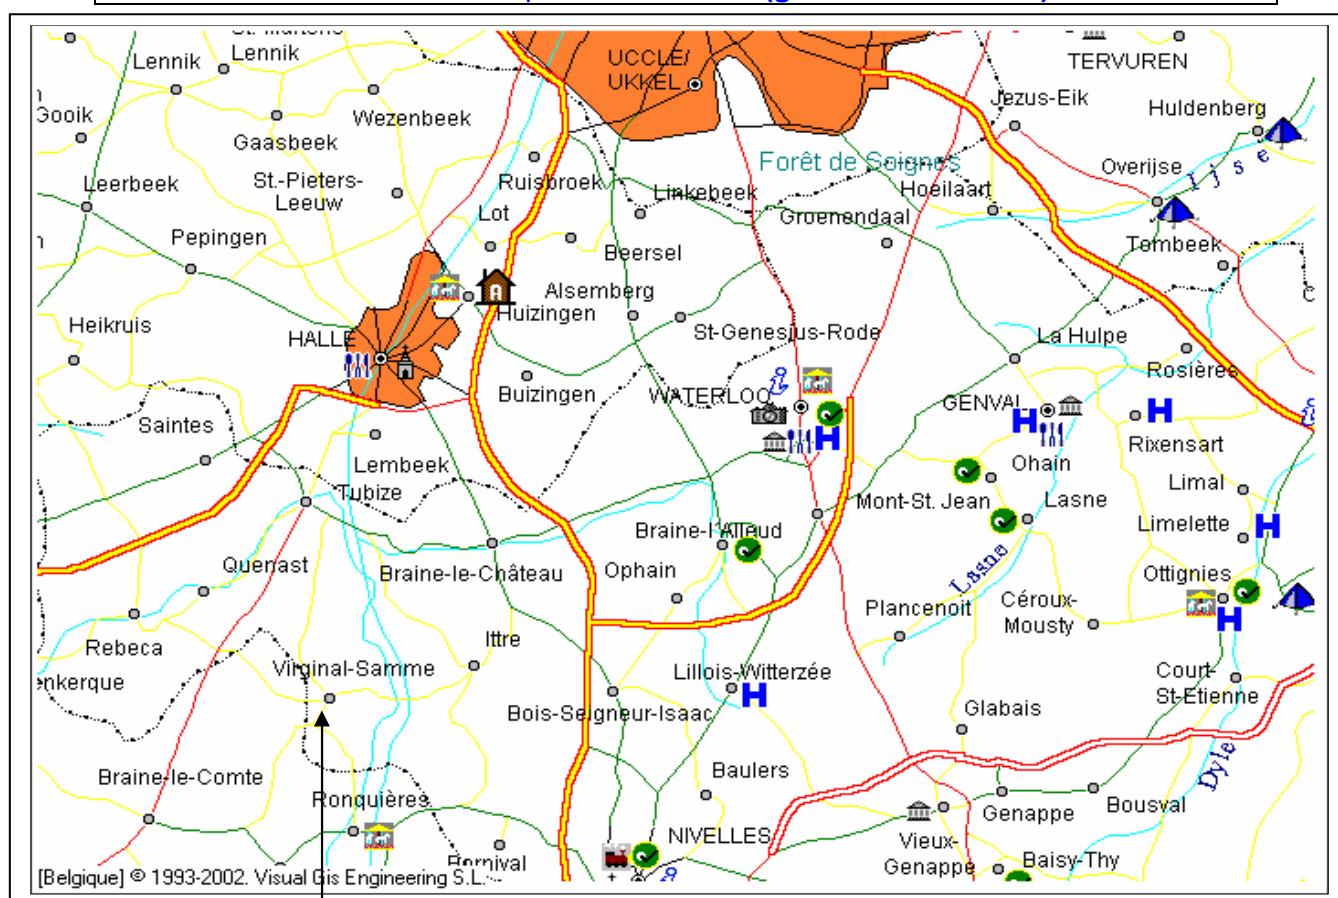 UCCLE/
UKKEL
TERVUREN
Lennik
Lennik
Jezus-Eik
Huldenberg
Gooik
Wezenbeek
Gaasbeek
Forêt de Soignes
Overijse
Ijse
Leerbeek
St.-Pieters-
Leeuw
Ruisbroek
Linkebeek
Hoeilaart
Lot
Groenendaal
Pepingen
Beersel
Tombeek
Alsemberg
Huizingen
Heikruis
HALLE
St-Genesius-Rode
La Hulpe
Rosières
Buizingen
WATERLOO
GENVAL
Saintes
Rixensart
Lembeek
Ohain
Tubize
Mont-St. Jean
Lasne
Limal
Braine-l'Alleud
Limelette
Quenast
Braine-le-Château
Ophain
Lasne
Ottignies
Plancenoit
Céroux-
Mousty
Rebeca
Ittre
Virginal-Samme
Lillois-Witterzée
Court-
St-Etienne
enkerque
Bois-Seigneur-Isaac
Glabais
Dyle
Braine-le-Comte
Baulers
Ronquières
Genappe
Bousval
NIVELLES
Vieux-
Genappe
Baisy-Thy
[Belgique] © 1993-2002. Visual Gis Engineering S.L.